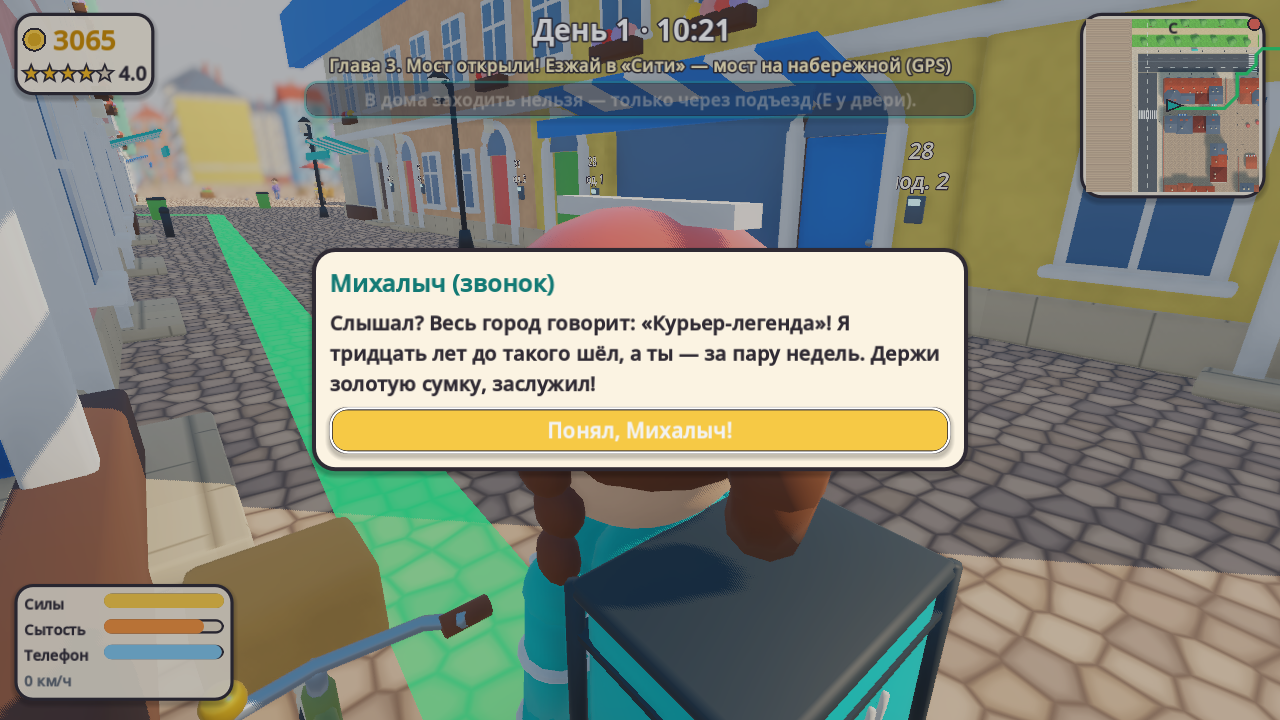 3065
4.0
День 1 · 10:21
Глава 3. Мост открыли! Езжай в «Сити» — мост на набережной (GPS)
В дома заходить нельзя — только через подъезд (E у двери).
С
28
под. 2
Михалыч (звонок)
Слышал? Весь город говорит: «Курьер-легенда»! Я
тридцать лет до такого шёл, а ты — за пару недель. Держи
золотую сумку, заслужил!
Понял, Михалыч!
Силы
Сытость
Телефон
0 км/ч